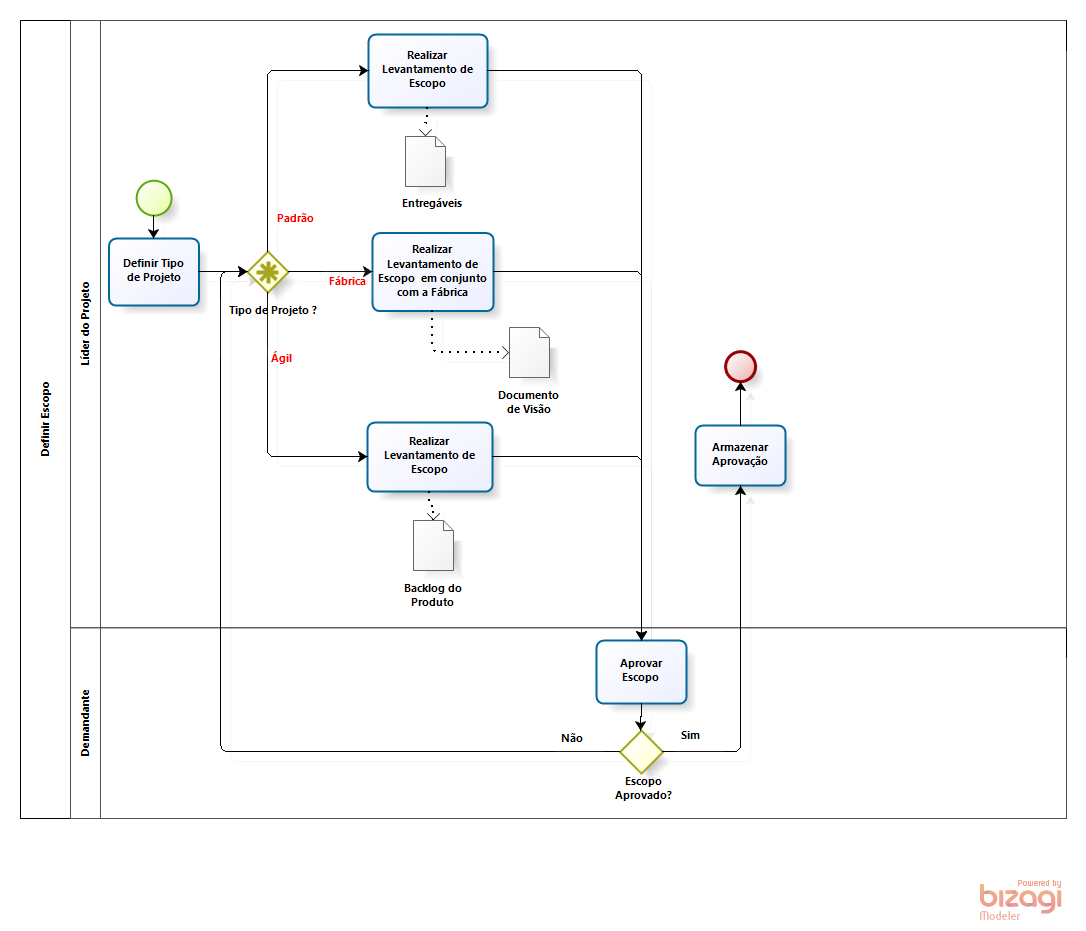 Definir Escopo
Líder do Projeto
Realizar
Levantamento de
Escopo
Entregáveis
Padrão
Definir Tipo
de Projeto
Tipo de Projeto ?
Fábrica
Realizar
Levantamento de
Escopo em conjunto
com a Fábrica
Documento
de Visão
Ágil
Realizar
Levantamento de
Escopo
Backlog do
Produto
Armazenar
Aprovação
Demandante
Aprovar
Escopo
Não
Sim
Escopo
Aprovado?
Powered by
bizagi
Modeler